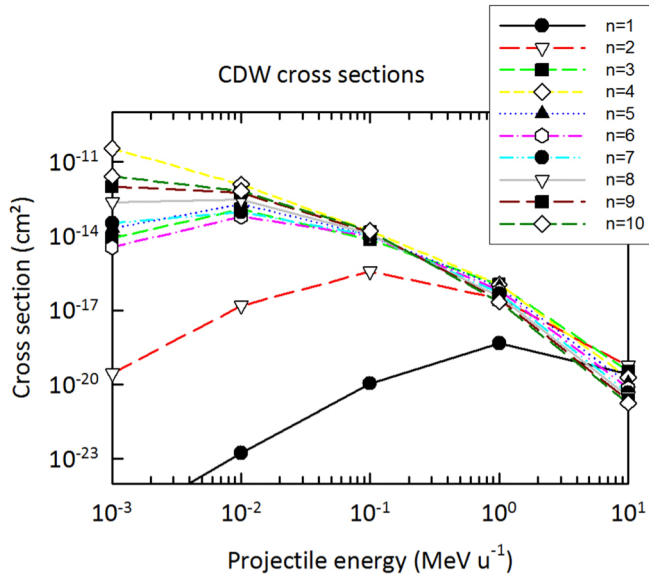 CDW cross sections
n=1
n=2
n=3
n=4
n=5
n=6
n=7
n=8
n=9
n=10
Cross section (cm²)
10⁻¹¹
10⁻¹⁴
10⁻¹⁷
10⁻²⁰
10⁻²³
10⁻³
10⁻²
10⁻¹
10⁰
10¹
Projectile energy (MeV u⁻¹)